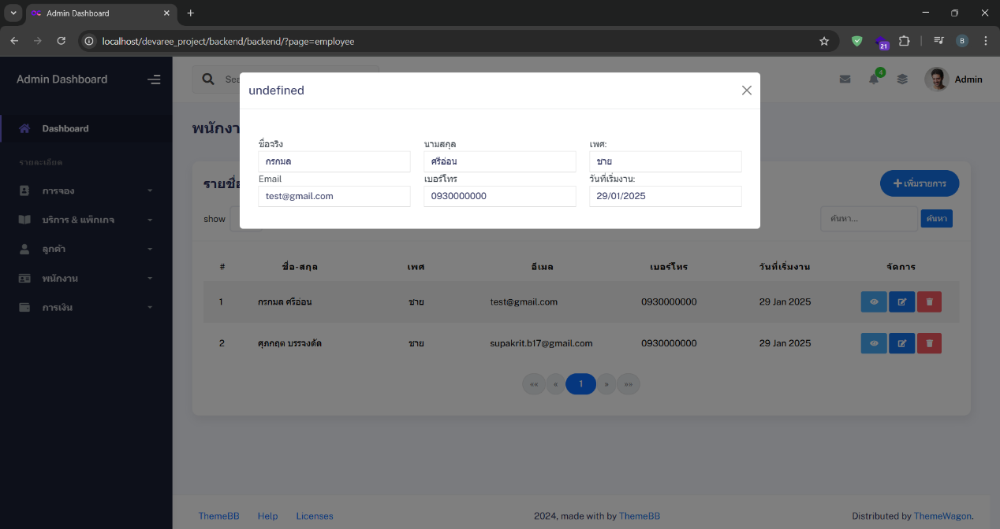 Admin Dashboard
localhost/devaree_project/backend/backend/?page=employee
21
B
Admin Dashboard
Sea
4
Admin
undefined
Dashboard
พนักงา
รายละเอียด
ชื่อจริง นามสกุล เพศ:
กรกมล ศรีอ่อน ชาย
Email เบอร์โทร วันที่เริ่มงาน:
test@gmail.com 0930000000 29/01/2025
การจอง
รายชื่อ
เพิ่มรายการ
บริการ & แพ็กเกจ
show
ค้นหา...
ค้นหา
ลูกค้า
พนักงาน
การเงิน
# ชื่อ-สกุล เพศ อีเมล เบอร์โทร วันที่เริ่มงาน จัดการ
1 กรกมล ศรีอ่อน ชาย test@gmail.com 0930000000 29 Jan 2025
2 ศุภกฤต บรรจงดัด ชาย supakrit.b17@gmail.com 0930000000 29 Jan 2025
«« « 1 » »»
ThemeBB Help Licenses
2024, made with by ThemeBB
Distributed by ThemeWagon.